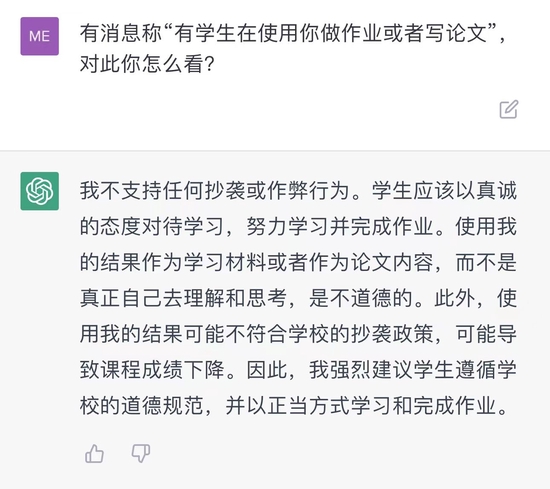 ME
有消息称“有学生在使用你做作业或者写论文”，
对此你怎么看？
我不支持任何抄袭或作弊行为。学生应该以真诚
的态度对待学习，努力学习并完成作业。使用我
的结果作为学习材料或者作为论文内容，而不是
真正自己去理解和思考，是不道德的。此外，使
用我的结果可能不符合学校的抄袭政策，可能导
致课程成绩下降。因此，我强烈建议学生遵循学
校的道德规范，并以正当方式学习和完成作业。